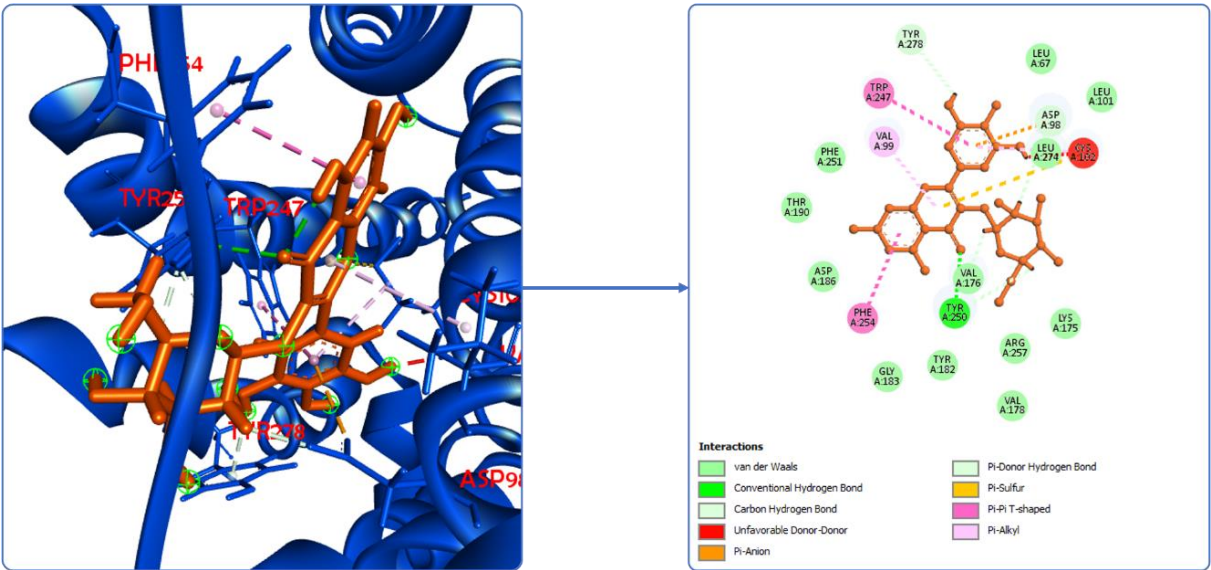 TYR
A:278
LEU
A:67
TRP
A:247
LEU
A:101
ASP
A:98
VAL
A:99
LEU
A:274
PHE
A:251
THR
A:190
ASP
A:186
VAL
A:176
PHE
A:254
TYR
A:250
LYS
A:175
ARG
A:257
TYR
A:182
GLY
A:183
VAL
A:178
TRP247
TYR278
ASP98
Interactions
van der Waals
Conventional Hydrogen Bond
Carbon Hydrogen Bond
Unfavorable Donor-Donor
Pi-Anion
Pi-Donor Hydrogen Bond
Pi-Sulfur
Pi-Pi T-shaped
Pi-Alkyl